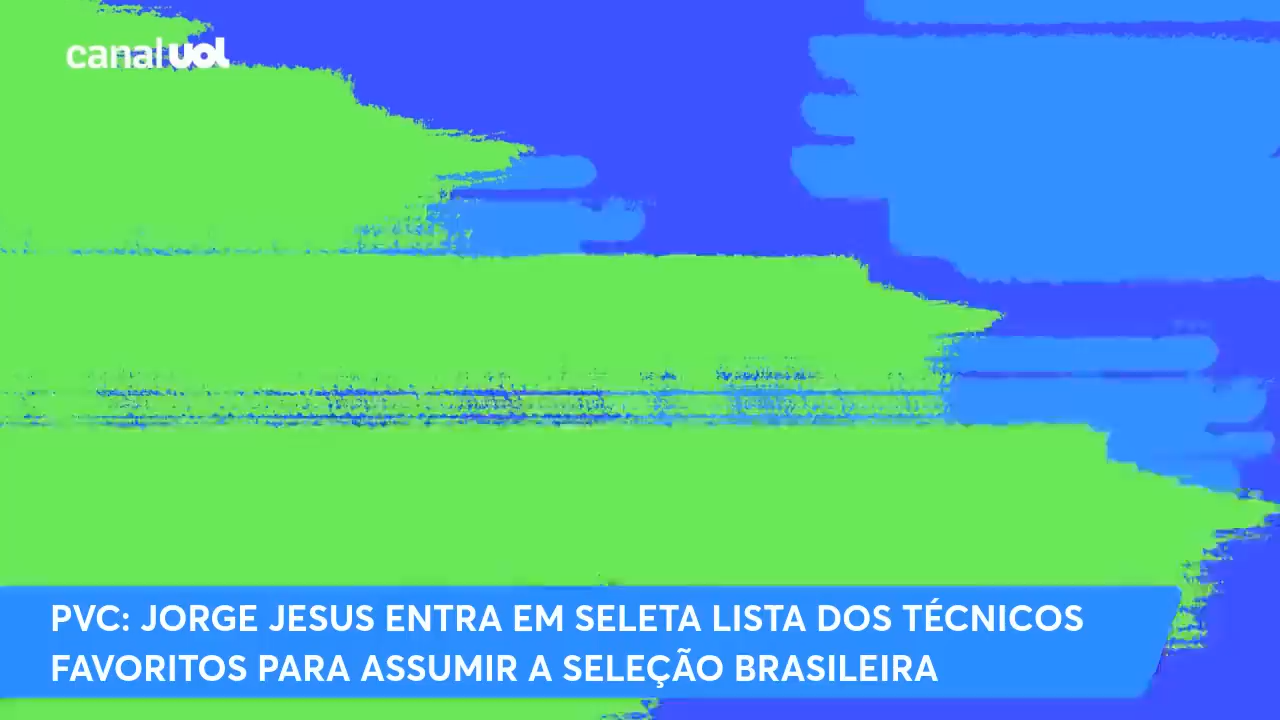 canal uol
PVC: JORGE JESUS ENTRA EM SELETA LISTA DOS TÉCNICOS
FAVORITOS PARA ASSUMIR A SELEÇÃO BRASILEIRA